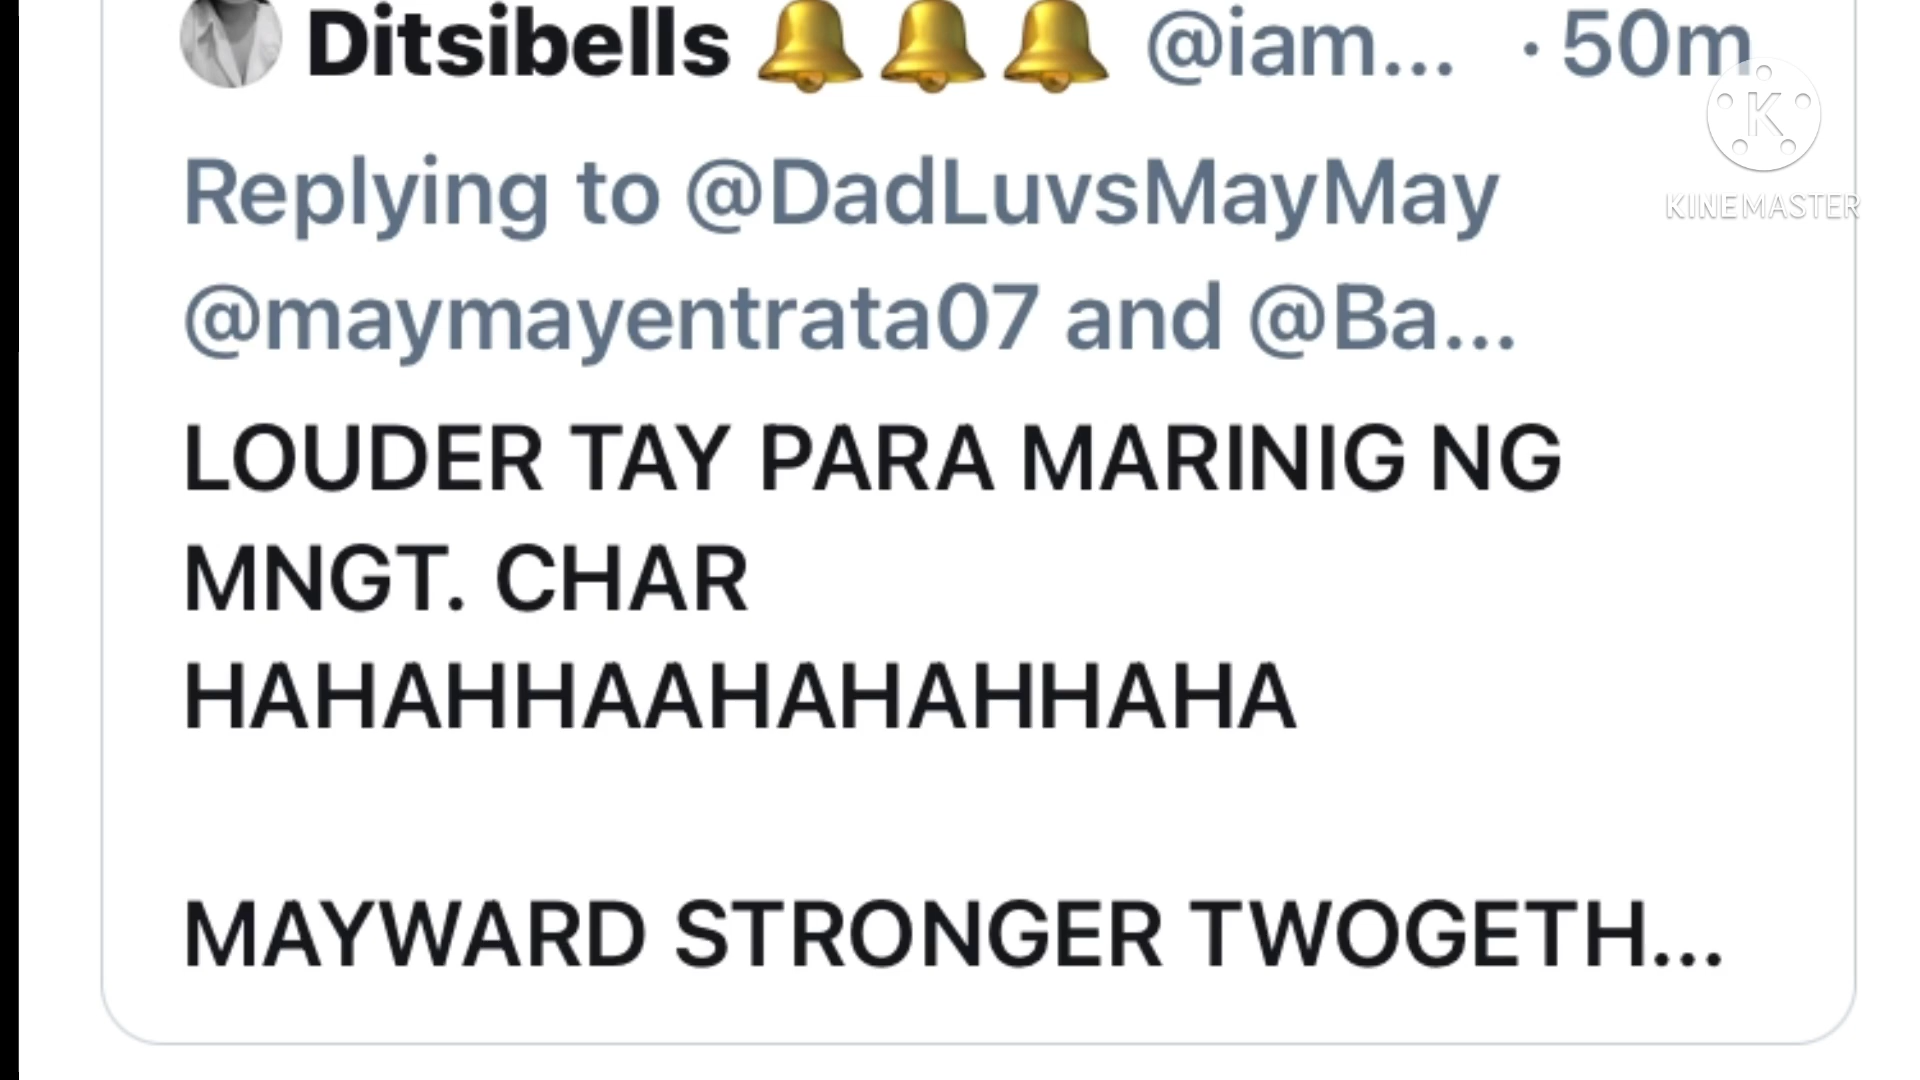 Ditsibells 🔔🔔🔔 @iam... · 50m
Replying to @DadLuvsMayMay
@maymayentrata07 and @Ba...
LOUDER TAY PARA MARINIG NG
MNGT. CHAR
HAHAHHAAHAHAHHAHA
MAYWARD STRONGER TWOGETH...
K
KINEMASTER